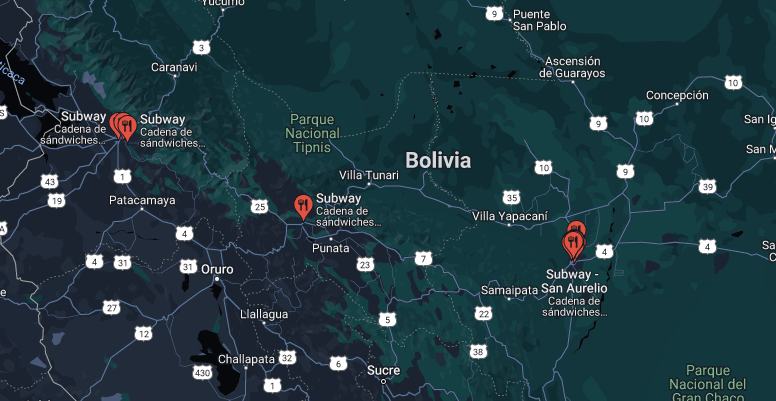 Yucumo
9
Puente
San Pablo
3
Caranavi
Ascensión
de Guarayos
Concepción
10
icaca
Subway
Cadena de
sándwiches...
Subway
Cadena de
sándwiches...
Parque
Nacional
Tipnis
9
10
San Ig
Bolivia
San M
43
1
19
Villa Tunari
10
9
39
35
Patacamaya
25
Subway
Cadena de
sándwiches...
Villa Yapacaní
A
4
Punata
7
4
4
4
31
31
Oruro
23
Subway -
San Aurelio
Cadena de
sándwiches...
Samaipata
27
Llallagua
5
22
12
38
Challapata
32
6
430
1
Sucre
Parque
Nacional del
Gran Chaco